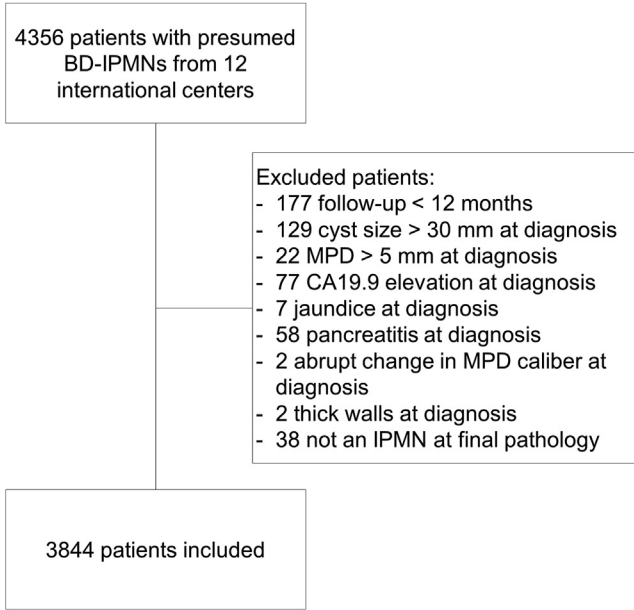 4356 patients with presumed
BD-IPMNs from 12
international centers
Excluded patients:
- 177 follow-up < 12 months
- 129 cyst size > 30 mm at diagnosis
- 22 MPD > 5 mm at diagnosis
- 77 CA19.9 elevation at diagnosis
- 7 jaundice at diagnosis
- 58 pancreatitis at diagnosis
- 2 abrupt change in MPD caliber at
diagnosis
- 2 thick walls at diagnosis
- 38 not an IPMN at final pathology
3844 patients included